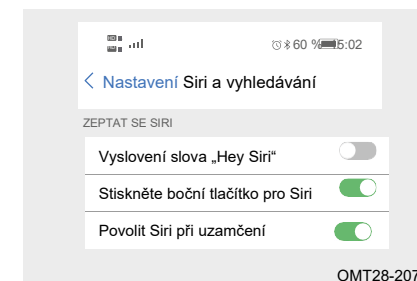 60 % 5:02
Nastavení Siri a vyhledávání
ZEPTAT SE SIRI
Vyslovení slova „Hey Siri“
Stiskněte boční tlačítko pro Siri
Povolit Siri při uzamčení
OMT28-207